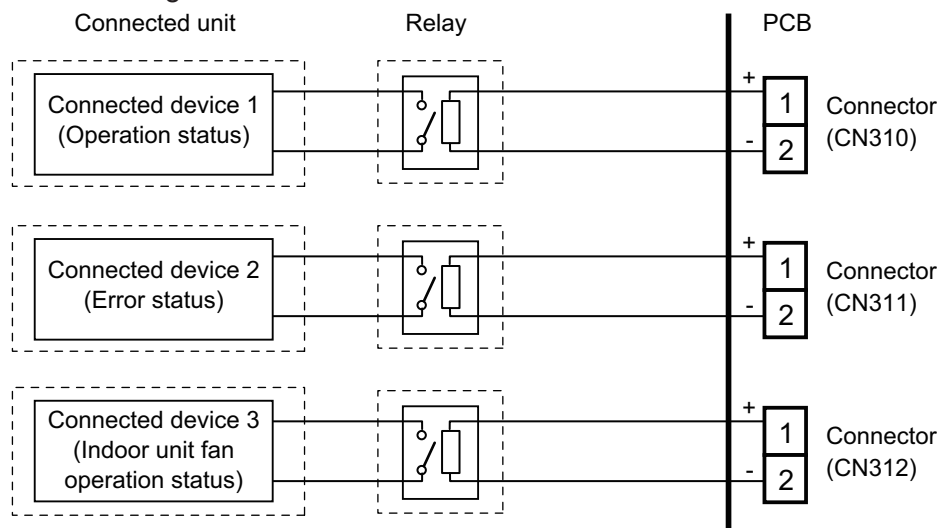 Connected unit
Relay
PCB
Connected device 1
(Operation status)
+
-
1
2
Connector
(CN310)
Connected device 2
(Error status)
+
-
1
2
Connector
(CN311)
Connected device 3
(Indoor unit fan
operation status)
+
-
1
2
Connector
(CN312)